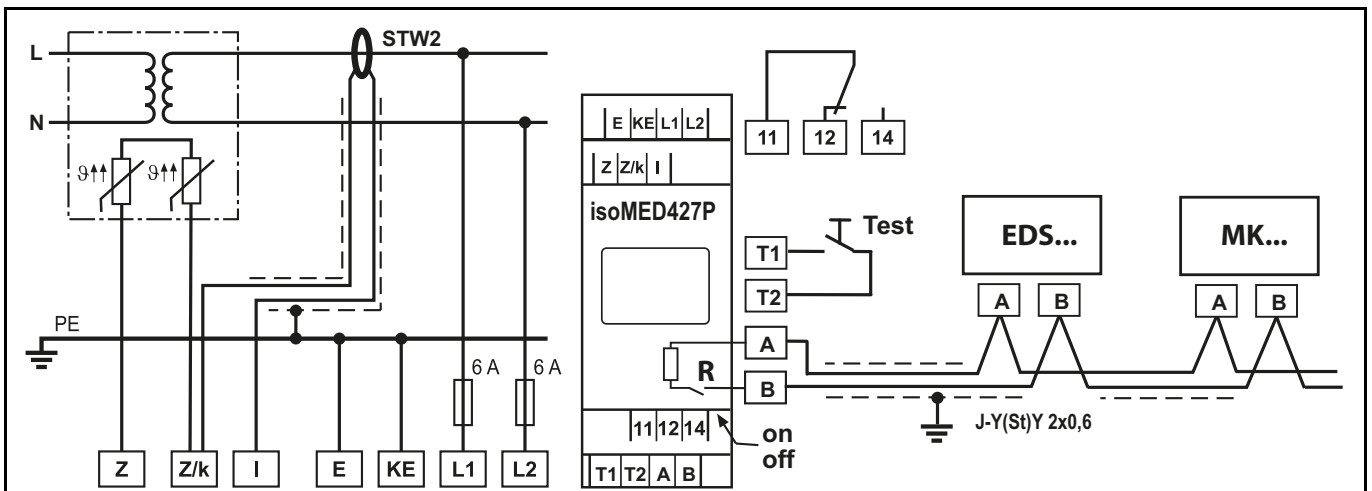 L
STW2
N
E KE L1 L2
11 12 14
Z Z/k I
ϑ↑↑ ϑ↑↑
isoMED427P
EDS...
MK...
Test
T1
T2
A B
A B
PE
A
B
R
6 A 6 A
J-Y(St)Y 2x0,6
11 12 14
on
off
Z Z/k I E KE L1 L2
T1 T2 A B